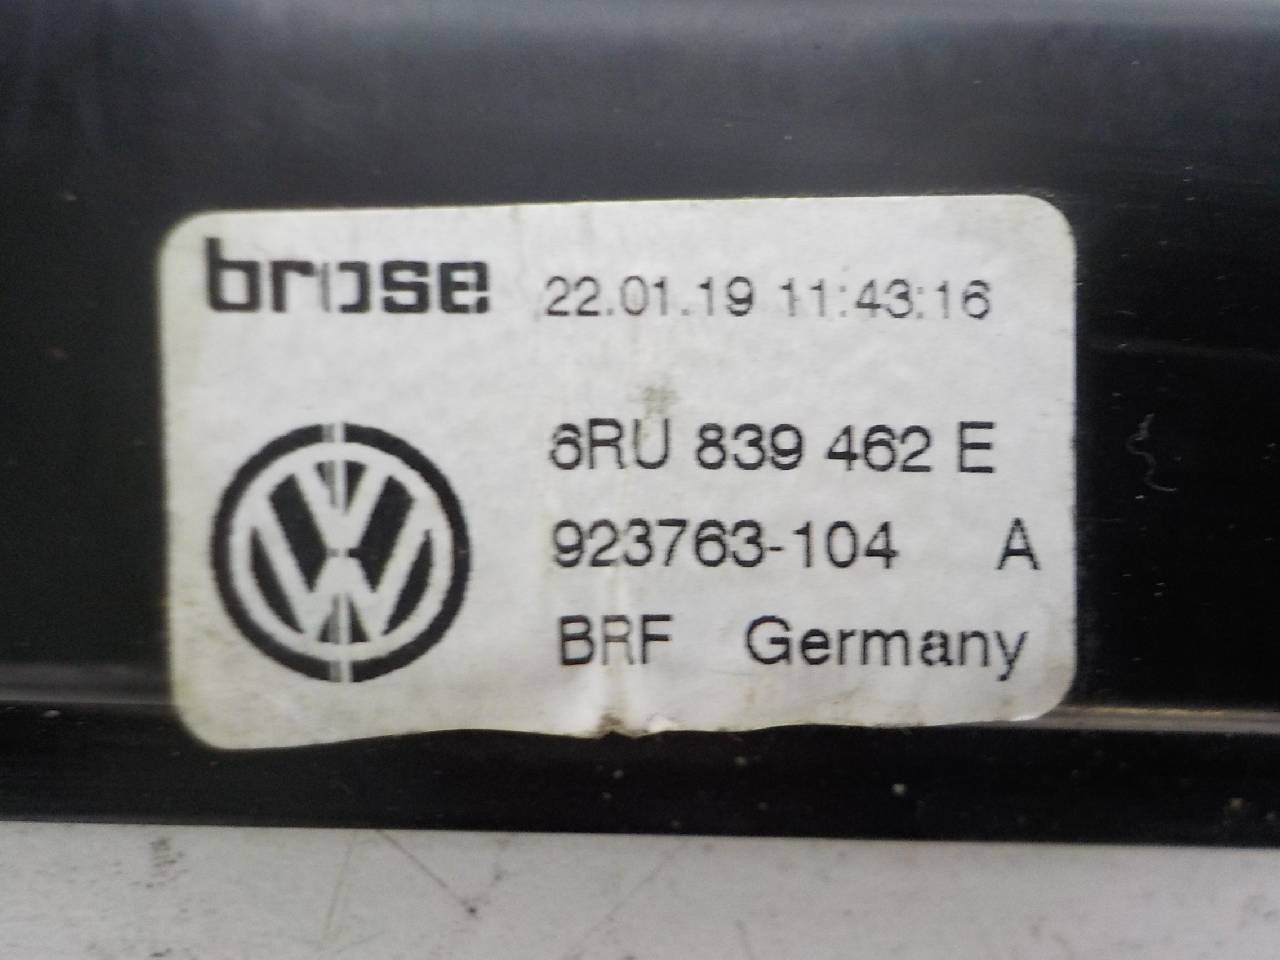 brose 22.01.19 11:43:16
6RU 839 462 E
923763-104 A
BRF Germany